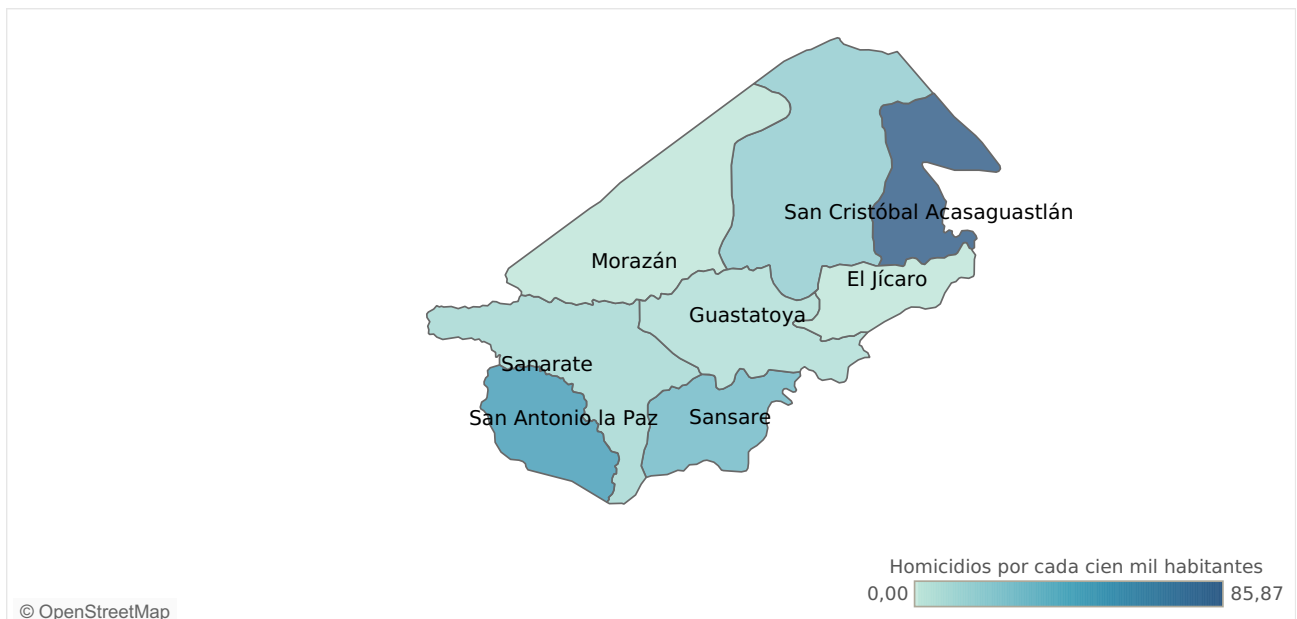 San Cristóbal Acasaguastlán
Morazán
El Jícaro
Guastatoya
Sanarate
San Antonio la Paz
Sansare
Homicidios por cada cien mil habitantes
0,00
85,87
© OpenStreetMap